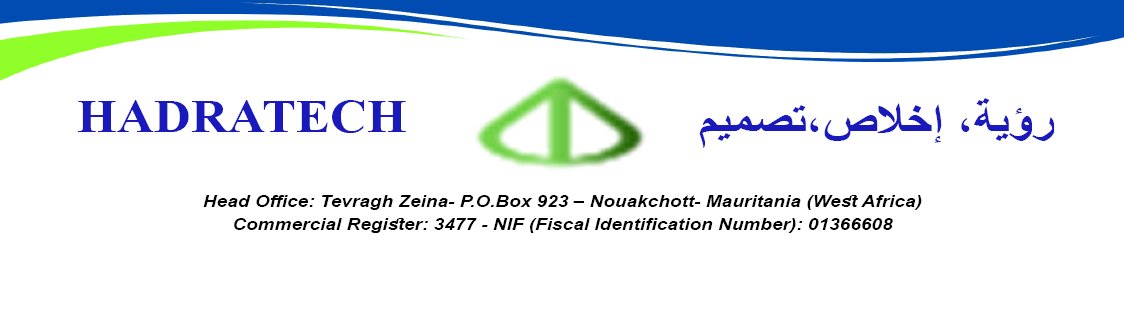 HADRATECH
رؤية، إخلاص،تصميم
Head Office: Tevragh Zeina- P.O.Box 923 – Nouakchott- Mauritania (West Africa)
Commercial Register: 3477 - NIF (Fiscal Identification Number): 01366608